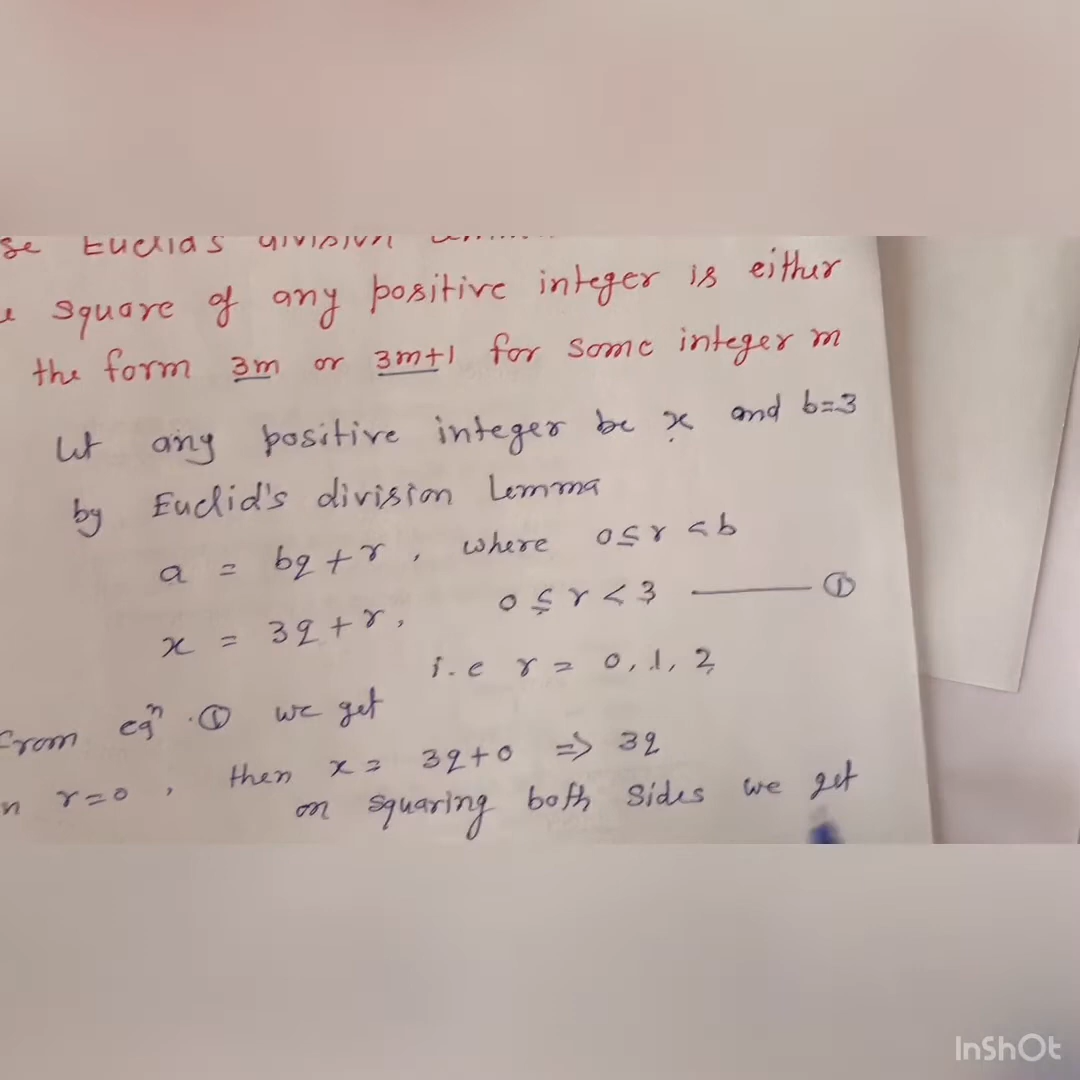 se Euclid's division
square of any positive integer is either
the form 3m or 3m+1 for some integer m
Let any positive integer be x and b=3
by Euclid's division Lemma
a = bq + r, where 0≤r<b
x = 3q + r, 0≤r<3 ——— ①
i.e r = 0, 1, 2
From eqⁿ ① we get
r=0, then x = 3q+0 => 3q
on squaring both sides we get
InShOt